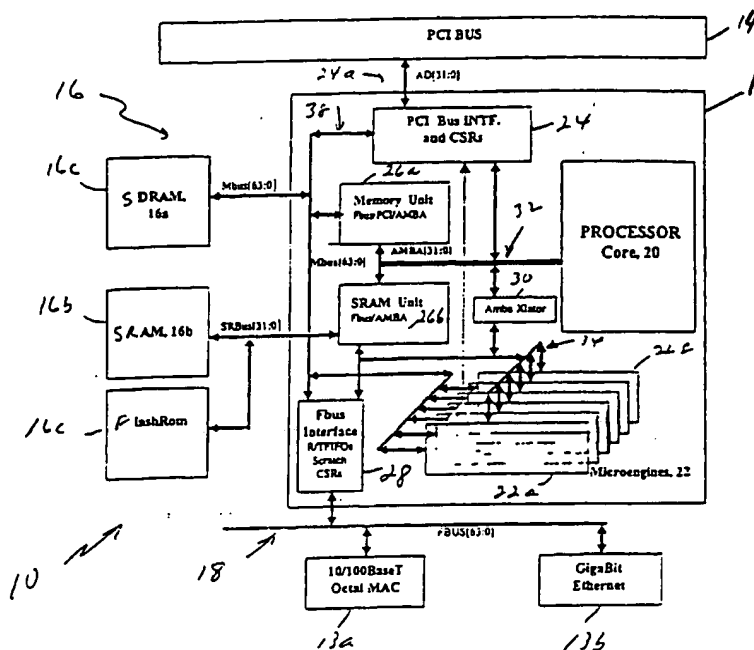 PCI BUS
14
24a
AD[31:0]
16
38
PCI Bus INTF.
and CSRs
24
16c
SDRAM, 16a
Mbus[63:0]
26a
Memory Unit
Fbus/PCI/AMBA
32
PROCESSOR
Core, 20
AMBA[31:0]
Mbus[63:0]
30
Amba Xlator
16b
SRAM, 16b
SRBus[31:0]
SRAM Unit
Fbus/AMBA
26b
34
16c
FlashRom
Fbus
Interface
R/TFIFOs
Scratch
CSRs
28
Microengines, 22
22a
10
18
FBUS[63:0]
10/100BaseT
Octal MAC
GigaBit
Ethernet
13a
13b